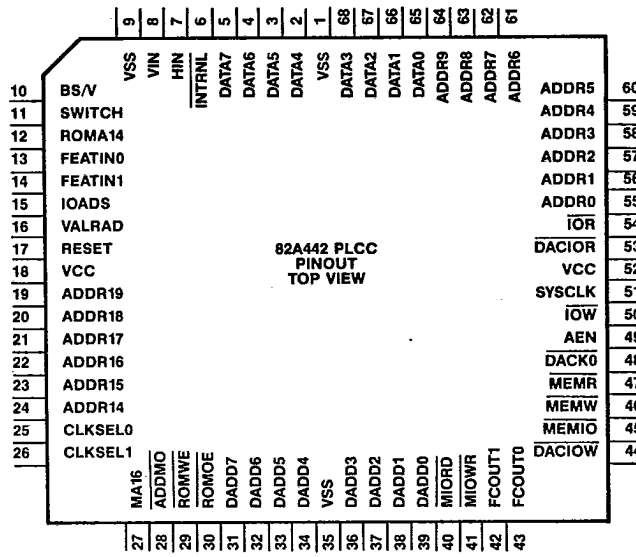 9 8 7 6 5 4 3 2 1 68 67 66 65 64 63 62 61
VSS VIN HIN INTRNL DATA7 DATA6 DATA5 DATA4 VSS DATA3 DATA2 DATA1 DATA0 ADDR9 ADDR8 ADDR7 ADDR6
10 BS/V
11 SWITCH
12 ROMA14
13 FEATIN0
14 FEATIN1
15 IOADS
16 VALRAD
17 RESET
18 VCC
19 ADDR19
20 ADDR18
21 ADDR17
22 ADDR16
23 ADDR15
24 ADDR14
25 CLKSEL0
26 CLKSEL1
82A442 PLCC
PINOUT
TOP VIEW
ADDR5 60
ADDR4 59
ADDR3 58
ADDR2 57
ADDR1 56
ADDR0 55
IOR 54
DACIOR 53
VCC 52
SYSCLK 51
IOW 50
AEN 49
DACK0 48
MEMR 47
MEMW 46
MEMIO 45
DACIOW 44
MA16 ADDMO ROMWE ROMOE DADD7 DADD6 DADD5 DADD4 VSS DADD3 DADD2 DADD1 DADD0 MIORD MIOWR FCOUT1 FCOUT0
27 28 29 30 31 32 33 34 35 36 37 38 39 40 41 42 43